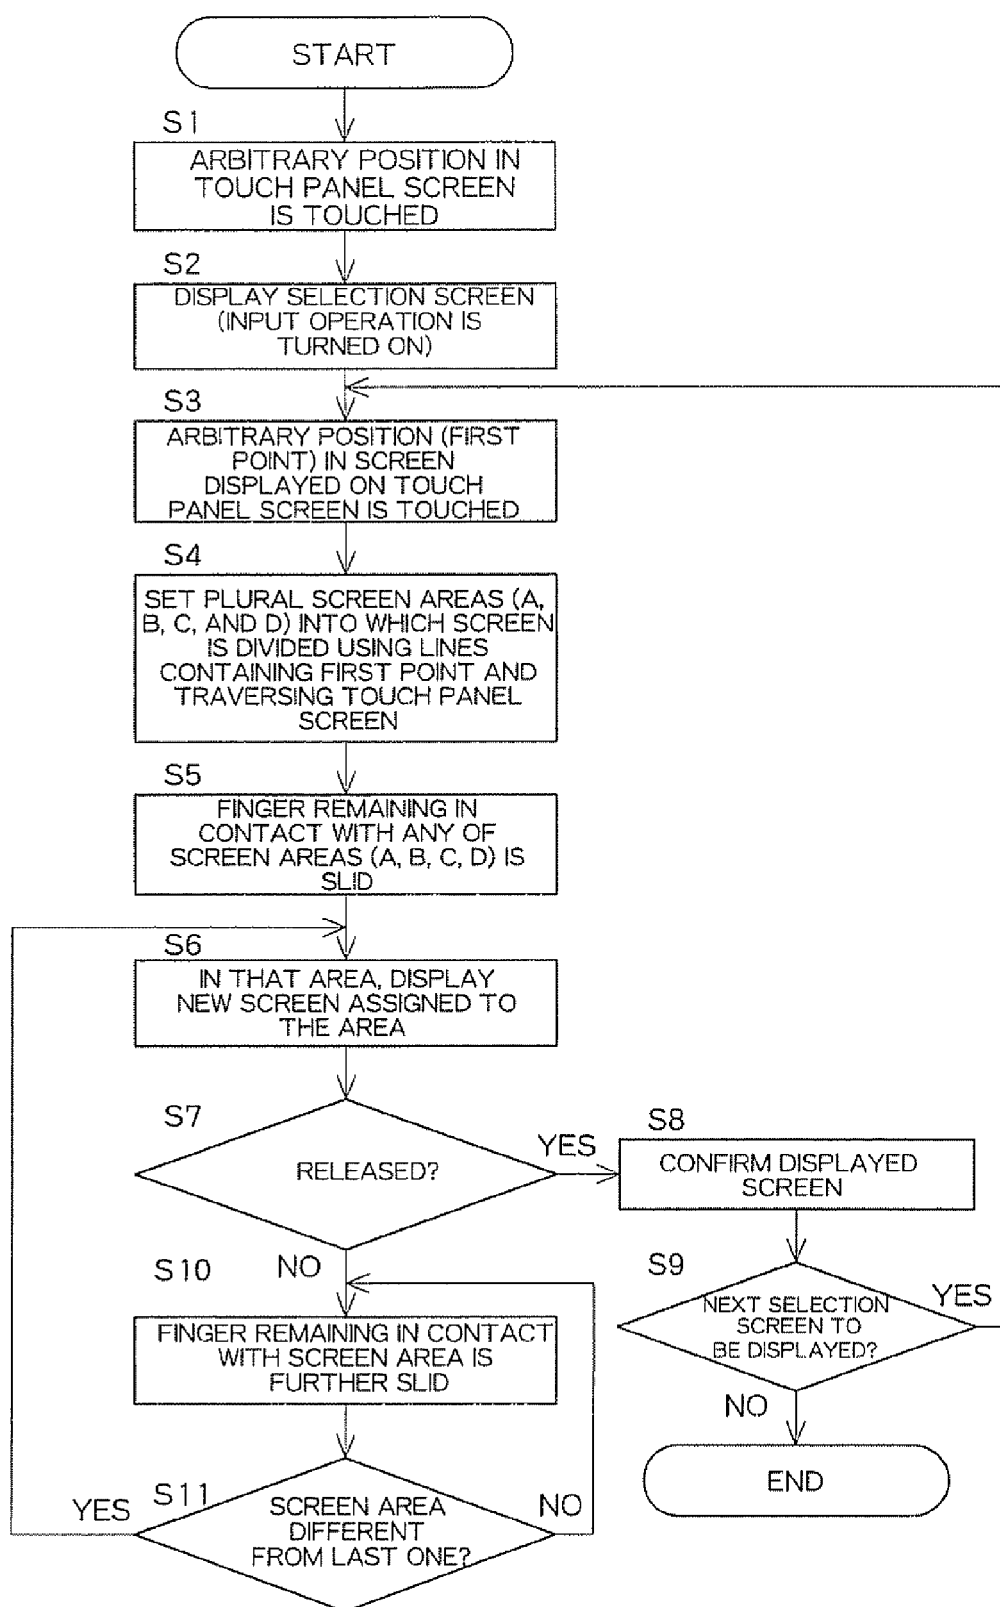 START
S1
ARBITRARY POSITION IN
TOUCH PANEL SCREEN
IS TOUCHED
S2
DISPLAY SELECTION SCREEN
(INPUT OPERATION IS
TURNED ON)
S3
ARBITRARY POSITION (FIRST
POINT) IN SCREEN
DISPLAYED ON TOUCH
PANEL SCREEN IS TOUCHED
S4
SET PLURAL SCREEN AREAS (A,
B, C, AND D) INTO WHICH SCREEN
IS DIVIDED USING LINES
CONTAINING FIRST POINT AND
TRAVERSING TOUCH PANEL
SCREEN
S5
FINGER REMAINING IN
CONTACT WITH ANY OF
SCREEN AREAS (A, B, C, D) IS
SLID
S6
IN THAT AREA, DISPLAY
NEW SCREEN ASSIGNED TO
THE AREA
S7
RELEASED?
YES
NO
S8
CONFIRM DISPLAYED
SCREEN
S9
NEXT SELECTION
SCREEN TO
BE DISPLAYED?
YES
NO
END
S10
FINGER REMAINING IN CONTACT
WITH SCREEN AREA IS
FURTHER SLID
S11
SCREEN AREA
DIFFERENT
FROM LAST ONE?
YES
NO